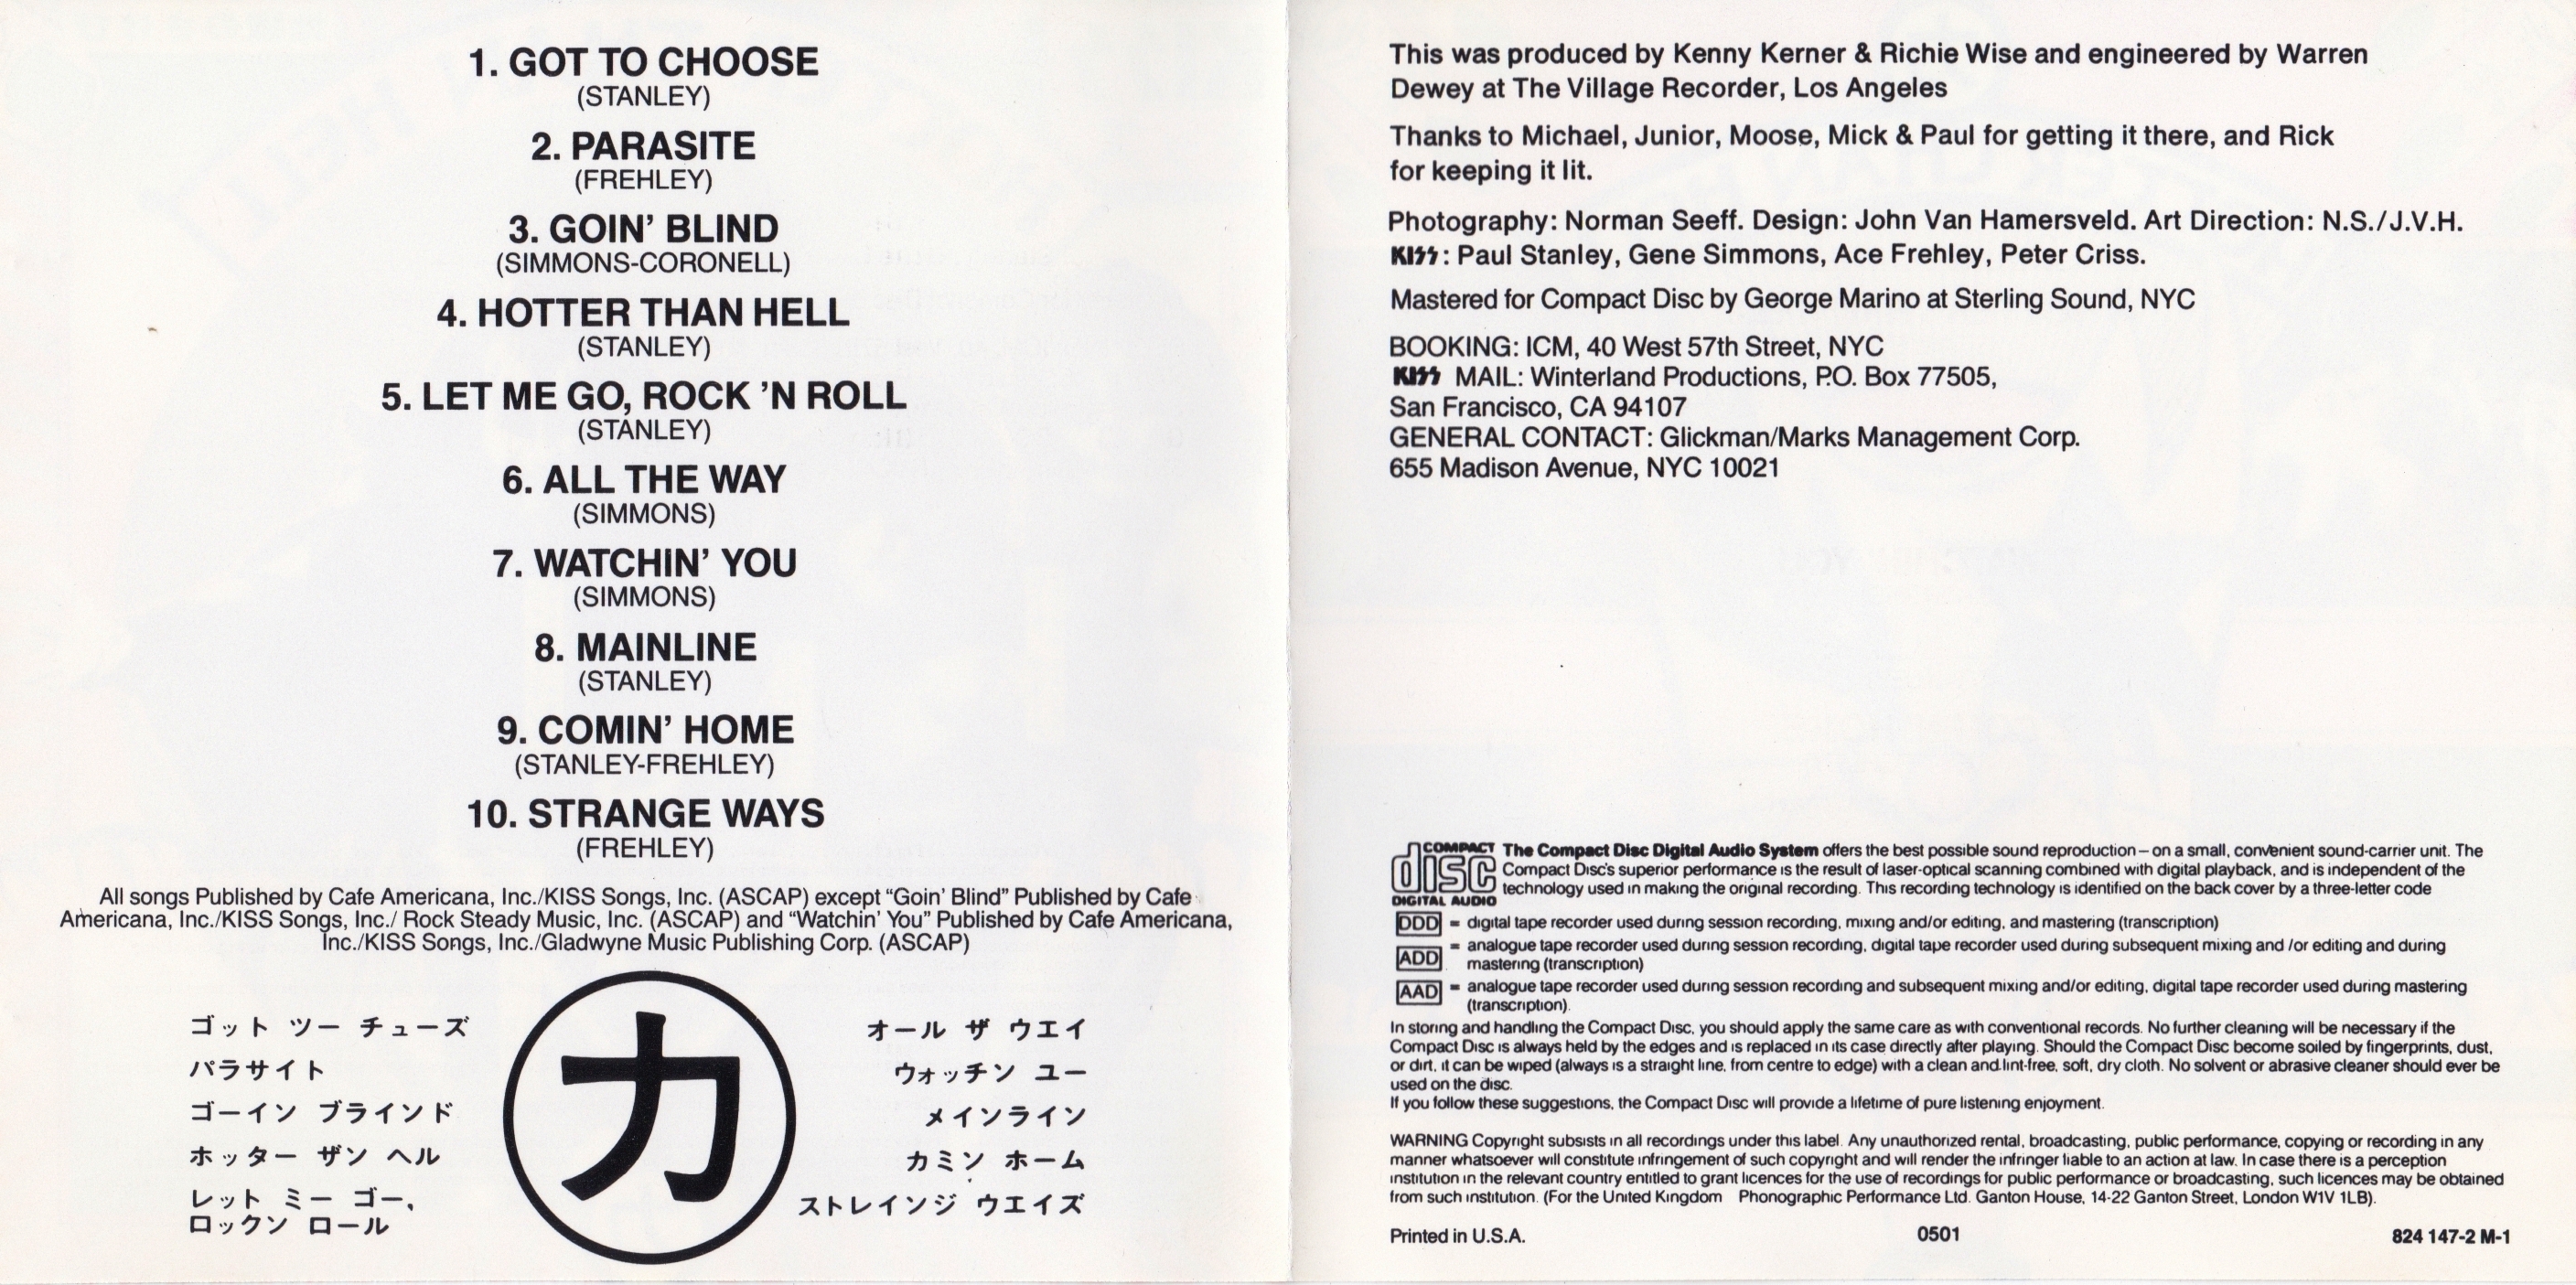 1. GOT TO CHOOSE
(STANLEY)
2. PARASITE
(FREHLEY)
3. GOIN' BLIND
(SIMMONS-CORONELL)
4. HOTTER THAN HELL
(STANLEY)
5. LET ME GO, ROCK 'N ROLL
(STANLEY)
6. ALL THE WAY
(SIMMONS)
7. WATCHIN' YOU
(SIMMONS)
8. MAINLINE
(STANLEY)
9. COMIN' HOME
(STANLEY-FREHLEY)
10. STRANGE WAYS
(FREHLEY)
All songs Published by Cafe Americana, Inc./KISS Songs, Inc. (ASCAP) except “Goin' Blind” Published by Cafe
Americana, Inc./KISS Songs, Inc./ Rock Steady Music, Inc. (ASCAP) and “Watchin' You” Published by Cafe Americana,
Inc./KISS Songs, Inc./Gladwyne Music Publishing Corp. (ASCAP)
ゴット ツー チューズ
パラサイト
ゴーイン ブラインド
ホッター ザン ヘル
レット ミー ゴー,
ロックン ロール
力
オール ザ ウエイ
ウォッチン ユー
メインライン
カミン ホーム
ストレインジ ウエイズ
This was produced by Kenny Kerner & Richie Wise and engineered by Warren
Dewey at The Village Recorder, Los Angeles
Thanks to Michael, Junior, Moose, Mick & Paul for getting it there, and Rick
for keeping it lit.
Photography: Norman Seeff. Design: John Van Hamersveld. Art Direction: N.S./J.V.H.
KISS: Paul Stanley, Gene Simmons, Ace Frehley, Peter Criss.
Mastered for Compact Disc by George Marino at Sterling Sound, NYC
BOOKING: ICM, 40 West 57th Street, NYC
KISS MAIL: Winterland Productions, P.O. Box 77505,
San Francisco, CA 94107
GENERAL CONTACT: Glickman/Marks Management Corp.
655 Madison Avenue, NYC 10021
COMPACT disc DIGITAL AUDIO
The Compact Disc Digital Audio System offers the best possible sound reproduction – on a small, convenient sound-carrier unit. The
Compact Disc's superior performance is the result of laser-optical scanning combined with digital playback, and is independent of the
technology used in making the original recording. This recording technology is identified on the back cover by a three-letter code
DDD = digital tape recorder used during session recording, mixing and/or editing, and mastering (transcription)
ADD = analogue tape recorder used during session recording, digital tape recorder used during subsequent mixing and /or editing and during
mastering (transcription)
AAD = analogue tape recorder used during session recording and subsequent mixing and/or editing, digital tape recorder used during mastering
(transcription).
In storing and handling the Compact Disc, you should apply the same care as with conventional records. No further cleaning will be necessary if the
Compact Disc is always held by the edges and is replaced in its case directly after playing. Should the Compact Disc become soiled by fingerprints, dust,
or dirt, it can be wiped (always is a straight line, from centre to edge) with a clean and lint-free, soft, dry cloth. No solvent or abrasive cleaner should ever be
used on the disc.
If you follow these suggestions, the Compact Disc will provide a lifetime of pure listening enjoyment.
WARNING Copyright subsists in all recordings under this label. Any unauthorized rental, broadcasting, public performance, copying or recording in any
manner whatsoever will constitute infringement of such copyright and will render the infringer liable to an action at law. In case there is a perception
institution in the relevant country entitled to grant licences for the use of recordings for public performance or broadcasting, such licences may be obtained
from such institution. (For the United Kingdom Phonographic Performance Ltd. Ganton House, 14-22 Ganton Street, London W1V 1LB).
Printed in U.S.A.
0501
824 147-2 M-1